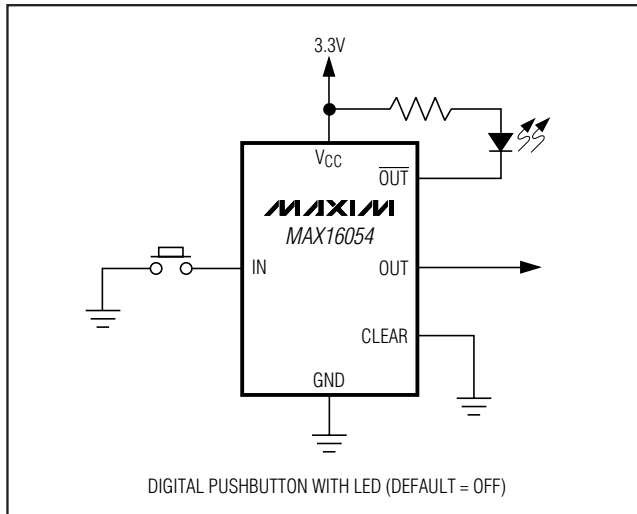 3.3V
VCC
OUT
MAXIM
MAX16054
IN
OUT
CLEAR
GND
DIGITAL PUSHBUTTON WITH LED (DEFAULT = OFF)